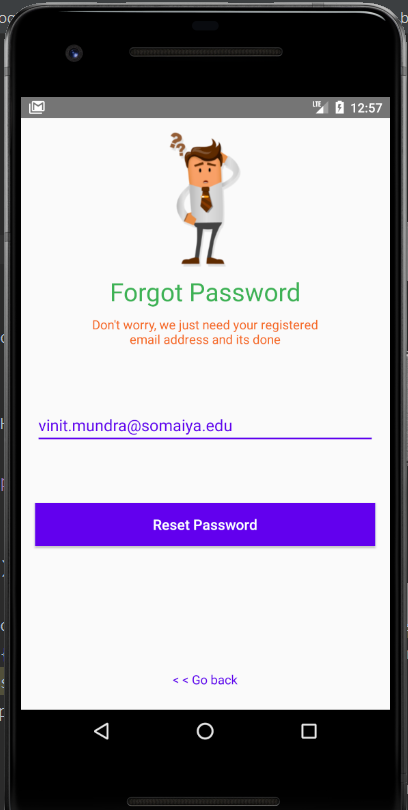 LTE 12:57
? ? ?
Forgot Password
Don't worry, we just need your registered
email address and its done
vinit.mundra@somaiya.edu
Reset Password
< < Go back